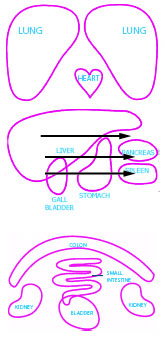 LUNG LUNG
HEART
LIVER PANCREAS
SPLEEN
GALL
BLADDER
STOMACH
COLON
SMALL
INTESTINE
KIDNEY KIDNEY
BLADDER